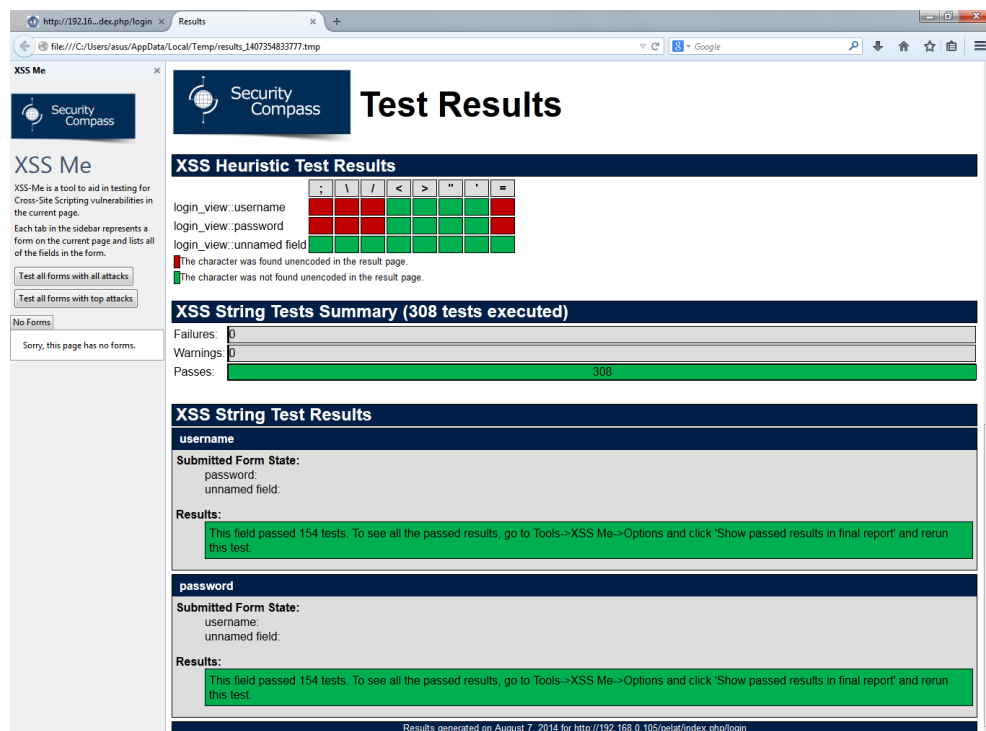 http://192.16...dex.php/login ×
Results ×
+
file:///C:/Users/asus/AppData/Local/Temp/results_1407354833777.tmp
8 Google
XSS Me ×
Security
Compass
XSS Me
XSS-Me is a tool to aid in testing for
Cross-Site Scripting vulnerabilities in
the current page.
Each tab in the sidebar represents a
form on the current page and lists all
of the fields in the form.
Test all forms with all attacks
Test all forms with top attacks
No Forms
Sorry, this page has no forms.
Security
Compass
Test Results
XSS Heuristic Test Results
; \ / < > " ' =
login_view::username
login_view::password
login_view::unnamed field
The character was found unencoded in the result page.
The character was not found unencoded in the result page.
XSS String Tests Summary (308 tests executed)
Failures: 0
Warnings: 0
Passes: 308
XSS String Test Results
username
Submitted Form State:
password:
unnamed field:
Results:
This field passed 154 tests. To see all the passed results, go to Tools->XSS Me->Options and click 'Show passed results in final report' and rerun
this test.
password
Submitted Form State:
username:
unnamed field:
Results:
This field passed 154 tests. To see all the passed results, go to Tools->XSS Me->Options and click 'Show passed results in final report' and rerun
this test.
Results generated on August 7, 2014 for http://192.168.0.105/pelat/index.php/login